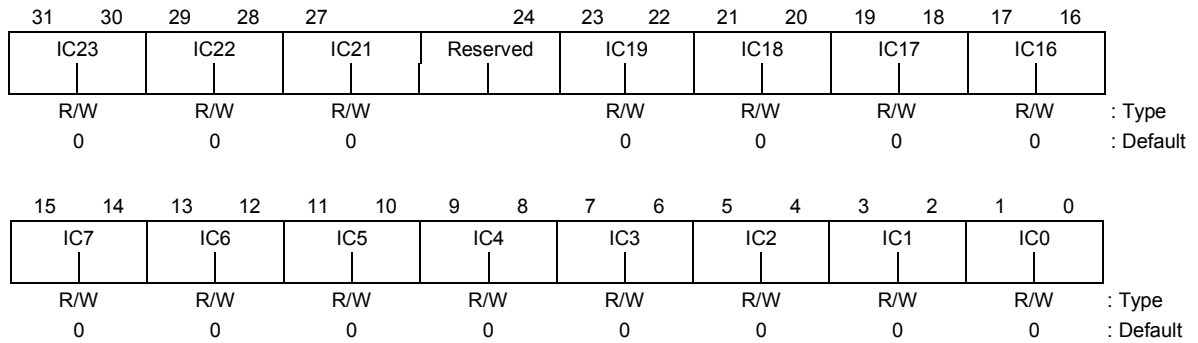 31 30 29 28 27 24 23 22 21 20 19 18 17 16
IC23 IC22 IC21 Reserved IC19 IC18 IC17 IC16
R/W R/W R/W R/W R/W R/W R/W : Type
0 0 0 0 0 0 0 : Default
15 14 13 12 11 10 9 8 7 6 5 4 3 2 1 0
IC7 IC6 IC5 IC4 IC3 IC2 IC1 IC0
R/W R/W R/W R/W R/W R/W R/W R/W : Type
0 0 0 0 0 0 0 0 : Default